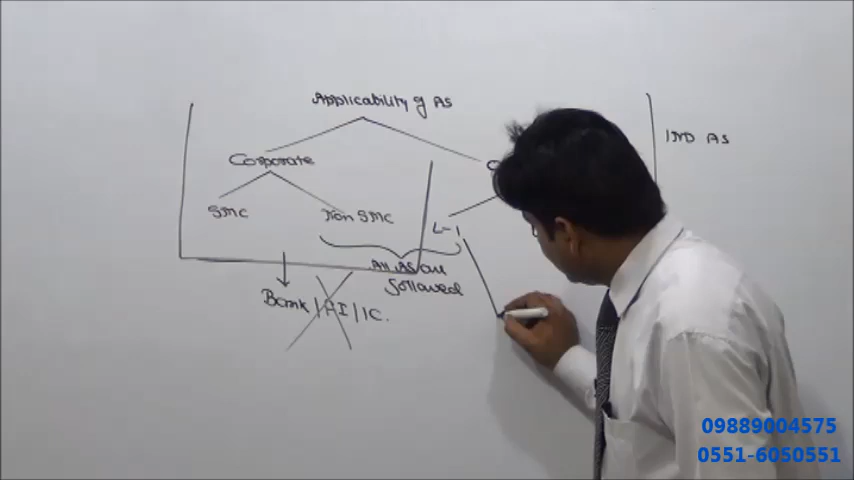 Applicability of AS
IND AS
Corporate
SMC
Non SMC
L-1
All AS are
followed
Bank/FI/IC.
09889004575
0551-6050551